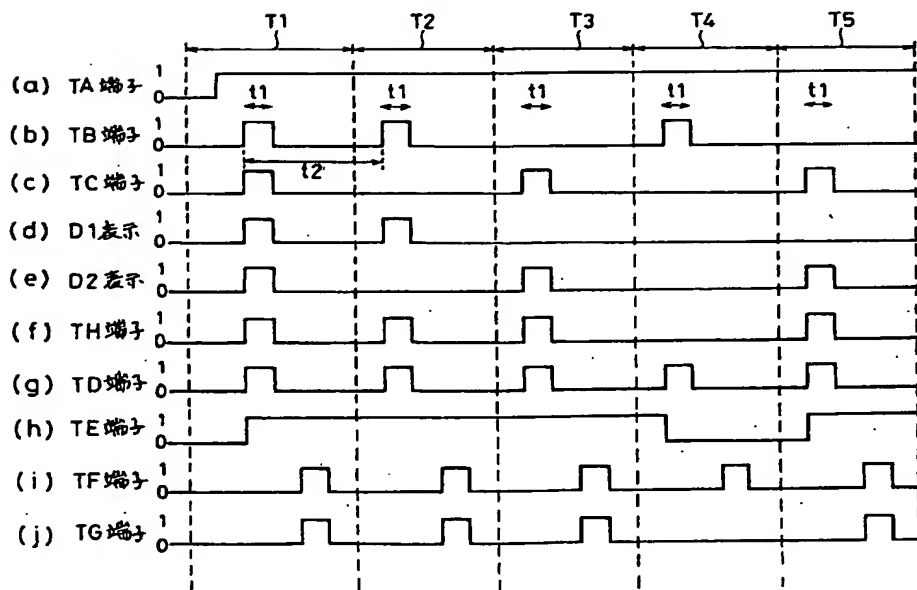 T1 T2 T3 T4 T5
(a) TA端子 1 0
t1 t1 t1 t1 t1
(b) TB端子 1 0
t2
(c) TC端子 1 0
(d) D1表示 1 0
(e) D2表示 1 0
(f) TH端子 1 0
(g) TD端子 1 0
(h) TE端子 1 0
(i) TF端子 1 0
(j) TG端子 1 0